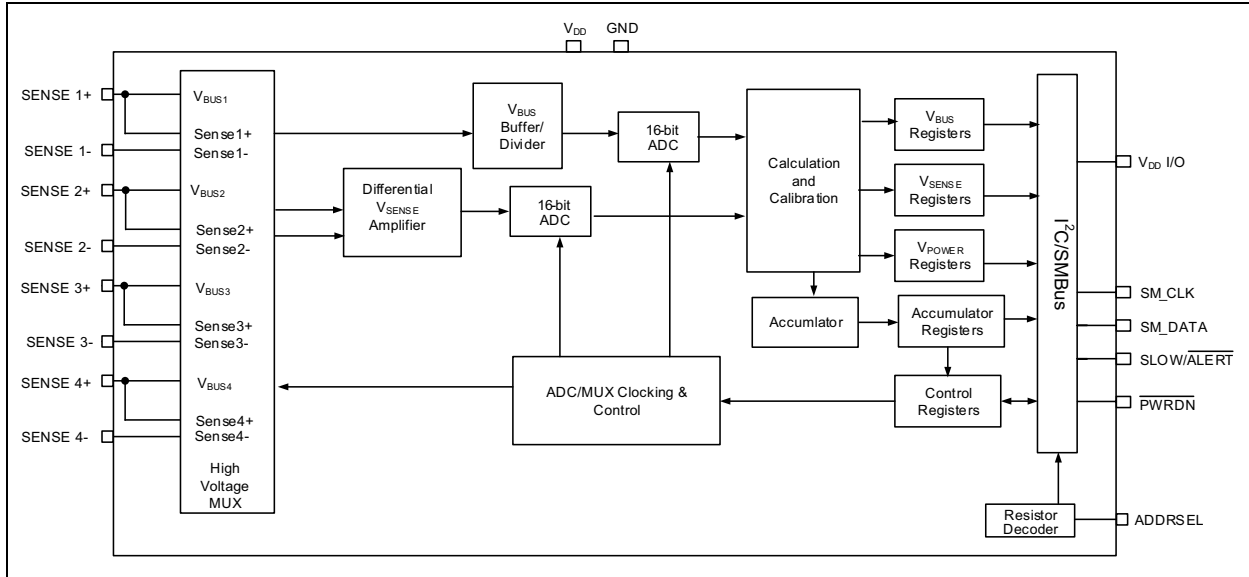 VDD GND
SENSE 1+
SENSE 1-
SENSE 2+
SENSE 2-
SENSE 3+
SENSE 3-
SENSE 4+
SENSE 4-
VBUS1
Sense1+
Sense1-
VBUS2
Sense2+
Sense2-
VBUS3
Sense3+
Sense3-
VBUS4
Sense4+
Sense4-
High
Voltage
MUX
VBUS
Buffer/
Divider
16-bit
ADC
Differential
VSENSE
Amplifier
16-bit
ADC
Calculation
and
Calibration
VBUS
Registers
VSENSE
Registers
VPOWER
Registers
Accumlator
Accumulator
Registers
ADC/MUX Clocking &
Control
Control
Registers
I2C/SMBus
Resistor
Decoder
VDD I/O
SM_CLK
SM_DATA
SLOW/ALERT
PWRDN
ADDRSEL